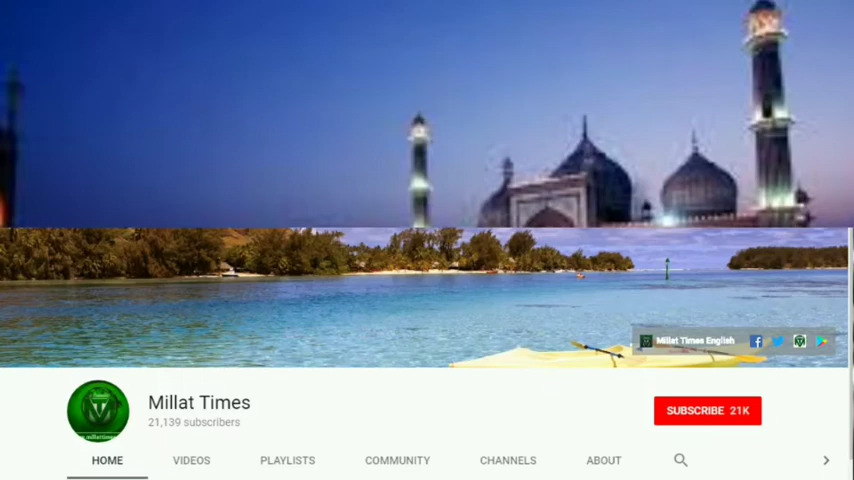 Millat Times English
Millat Times
21,139 subscribers
SUBSCRIBE 21K
HOME VIDEOS PLAYLISTS COMMUNITY CHANNELS ABOUT